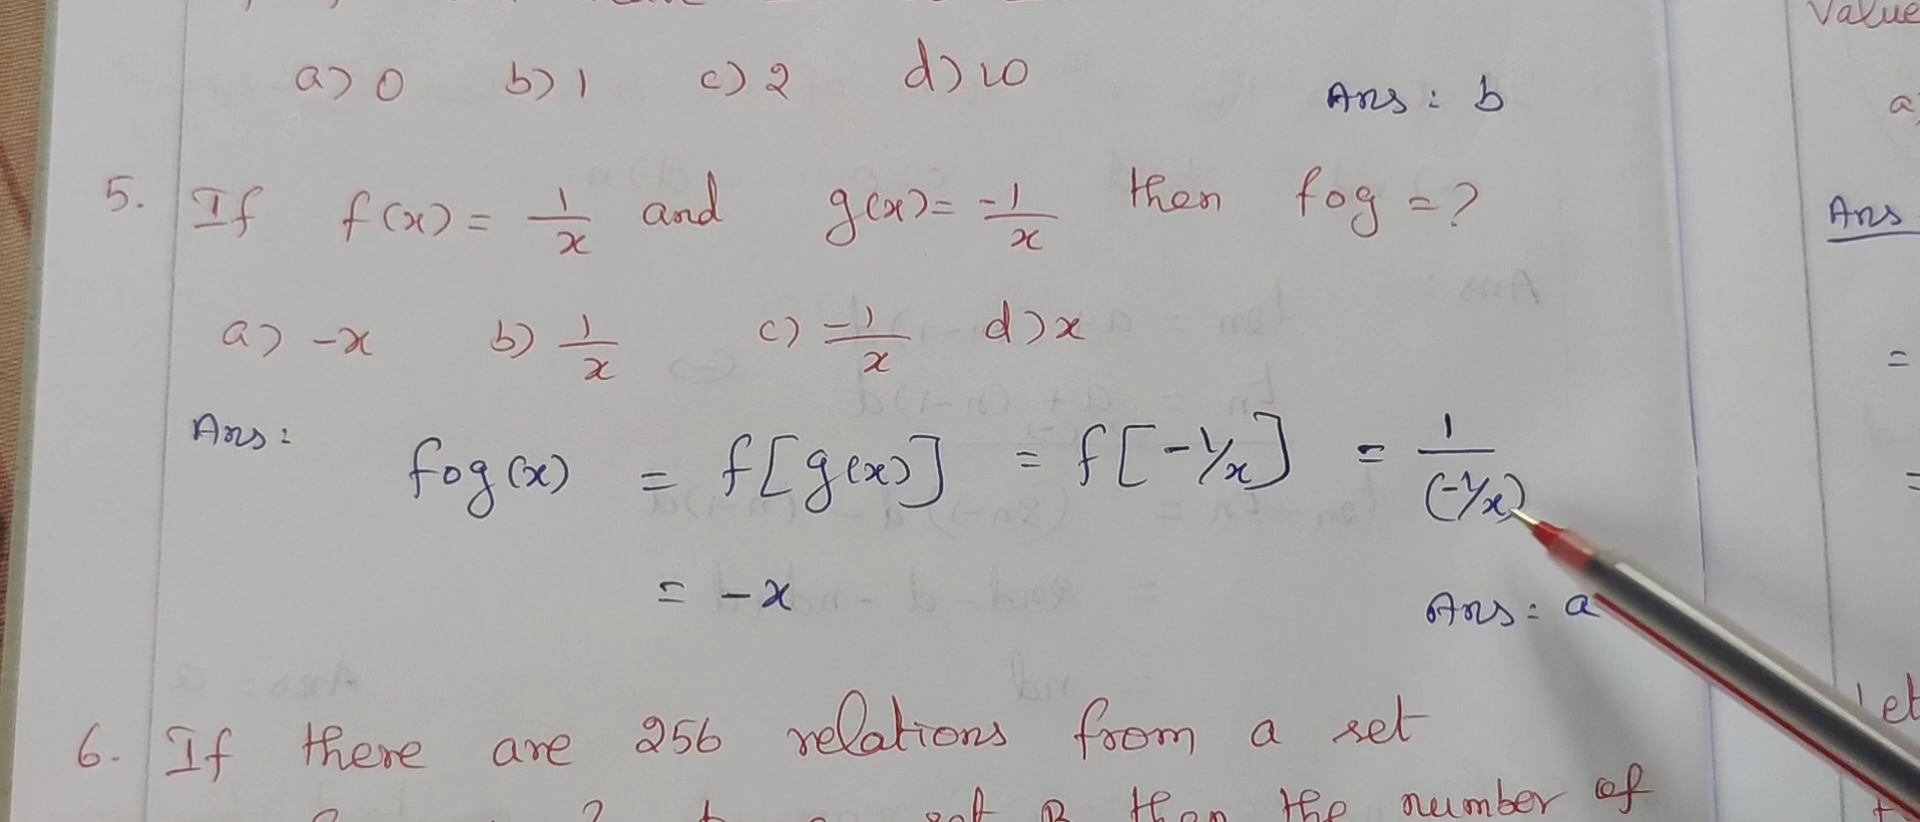 a) 0 b) 1 c) 2 d) 10
Ans: b
5. If f(x) = 1/x and g(x) = -1/x then fog = ?
a) -x b) 1/x c) -1/x d) x
Ans: fog(x) = f[g(x)] = f[-1/x] = 1/(-1/x)
= -x
Ans: a
6. If there are 256 relations from a set
then the number of
Value
Ans